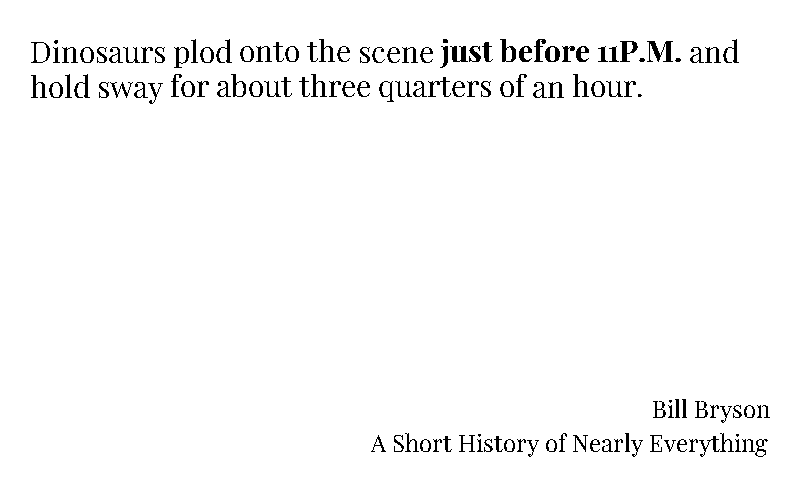 Dinosaurs plod onto the scene just before 11P.M. and
hold sway for about three quarters of an hour.
Bill Bryson
A Short History of Nearly Everything